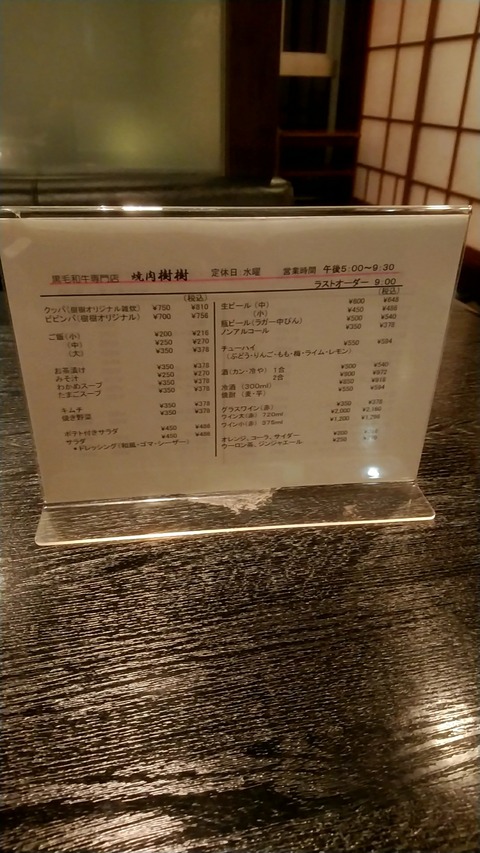 黒毛和牛専門店 焼肉樹樹 定休日:水曜 営業時間 午後5:00～9:30
ラストオーダー 9:00
(税込)
クッパ(樹樹オリジナル雑炊) ¥750 ¥810
ビビンバ(樹樹オリジナル) ¥700 ¥756
ご飯(小) ¥200 ¥216
(中) ¥250 ¥270
(大) ¥350 ¥378
お茶漬け ¥350 ¥378
みそ汁 ¥250 ¥270
わかめスープ ¥350 ¥378
たまごスープ ¥350 ¥378
キムチ ¥350 ¥378
焼き野菜 ¥350 ¥378
ポテト付きサラダ ¥450 ¥486
サラダ ¥450 ¥486
*ドレッシング(和風・ゴマ・シーザー)
(税込)
生ビール(中) ¥600 ¥648
(小) ¥450 ¥486
瓶ビール(ラガー中びん) ¥500 ¥540
ノンアルコール ¥350 ¥378
チューハイ ¥550 ¥594
(ぶどう・りんご・もも・梅・ライム・レモン)
酒(カン・冷や) 1合 ¥500 ¥540
2合 ¥900 ¥972
冷酒 (300ml) ¥850 ¥918
焼酎 (麦・芋) ¥550 ¥594
グラスワイン(赤) ¥350 ¥378
ワイン大(赤) 720ml ¥2,000 ¥2,160
ワイン小(赤) 375ml ¥1,200 ¥1,296
オレンジ、コーラ、サイダー ¥200
ウーロン茶、ジンジャエール ¥250